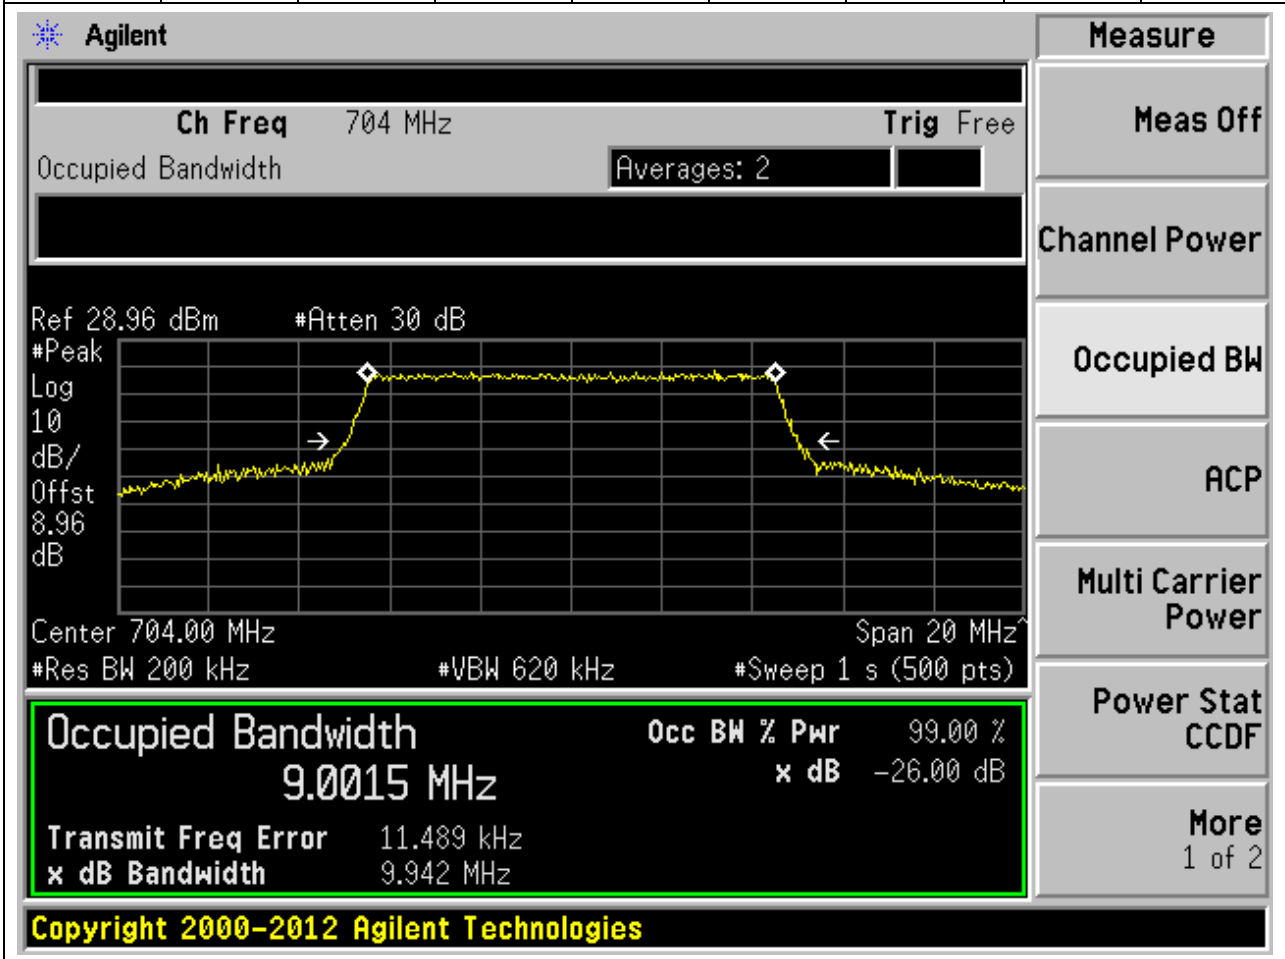 Agilent
Measure
Ch Freq 704 MHz Trig Free
Meas Off
Occupied Bandwidth Averages: 2
Channel Power
Ref 28.96 dBm #Atten 30 dB
#Peak
Log
10
dB/
Offst
8.96
dB
Occupied BW
ACP
Multi Carrier
Power
Center 704.00 MHz Span 20 MHz^
#Res BW 200 kHz #VBW 620 kHz #Sweep 1 s (500 pts)
Power Stat
CCDF
Occupied Bandwidth Occ BW % Pwr 99.00 %
9.0015 MHz x dB -26.00 dB
Transmit Freq Error 11.489 kHz
x dB Bandwidth 9.942 MHz
More
1 of 2
Copyright 2000-2012 Agilent Technologies